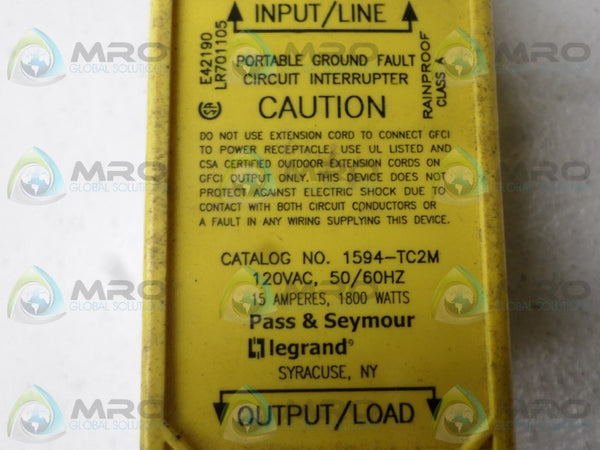 INPUT/LINE
E42190
LR701105
PORTABLE GROUND FAULT
CIRCUIT INTERRUPTER
RAINPROOF
CLASS A
CAUTION
DO NOT USE EXTENSION CORD TO CONNECT GFCI
TO POWER RECEPTACLE. USE UL LISTED AND
CSA CERTIFIED OUTDOOR EXTENSION CORDS ON
GFCI OUTPUT ONLY. THIS DEVICE DOES NOT
PROTECT AGAINST ELECTRIC SHOCK DUE TO
CONTACT WITH BOTH CIRCUIT CONDUCTORS OR
A FAULT IN ANY WIRING SUPPLYING THIS DEVICE.
CATALOG NO. 1594-TC2M
120VAC, 50/60HZ
15 AMPERES, 1800 WATTS
Pass & Seymour
legrand®
SYRACUSE, NY
OUTPUT/LOAD
MRO
GLOBAL SOLUTIONS